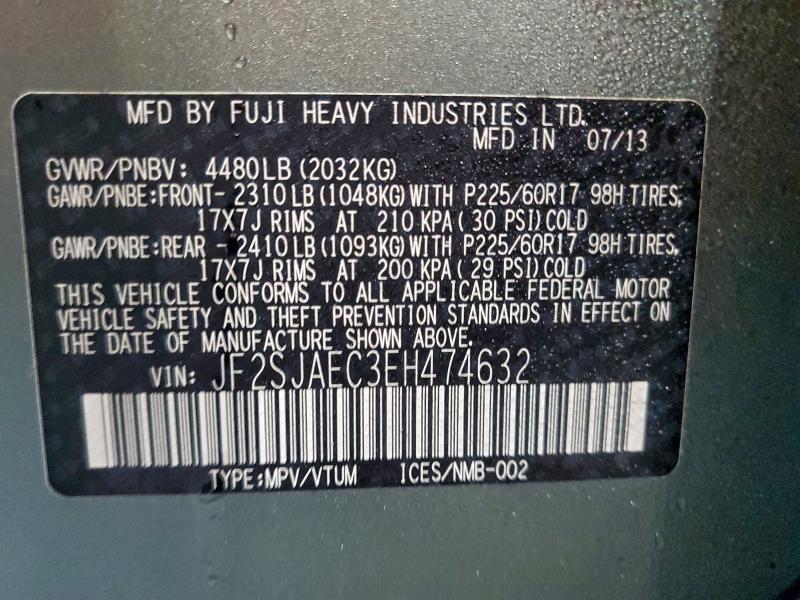 MFD BY FUJI HEAVY INDUSTRIES LTD.
MFD IN 07/13
GVWR/PNBV: 4480LB (2032KG)
GAWR/PNBE:FRONT- 2310LB (1048KG) WITH P225/60R17 98H TIRES,
17X7J RIMS AT 210 KPA (30 PSI) COLD
GAWR/PNBE:REAR - 2410LB (1093KG) WITH P225/60R17 98H TIRES,
17X7J RIMS AT 200 KPA (29 PSI) COLD
THIS VEHICLE CONFORMS TO ALL APPLICABLE FEDERAL MOTOR
VEHICLE SAFETY AND THEFT PREVENTION STANDARDS IN EFFECT ON
THE DATE OF MANUFACTURE SHOWN ABOVE.
VIN: JF2SJAEC3EH474632
TYPE:MPV/VTUM ICES/NMB-002